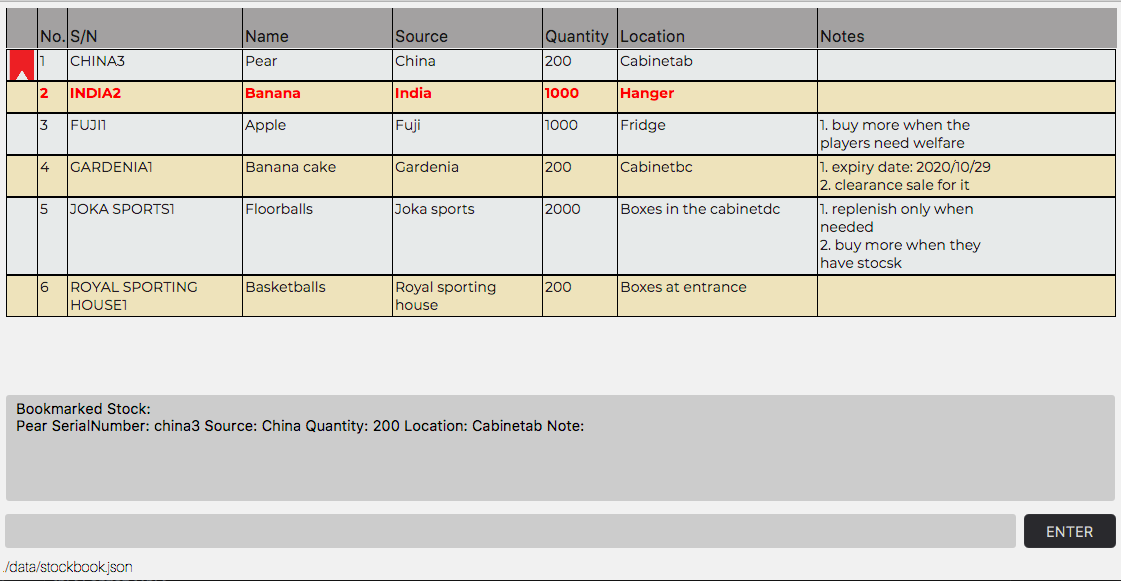 No. S/N Name Source Quantity Location Notes
1 CHINA3 Pear China 200 Cabinetab
2 INDIA2 Banana India 1000 Hanger
3 FUJI1 Apple Fuji 1000 Fridge 1. buy more when the
players need welfare
4 GARDENIA1 Banana cake Gardenia 200 Cabinetbc 1. expiry date: 2020/10/29
2. clearance sale for it
5 JOKA SPORTS1 Floorballs Joka sports 2000 Boxes in the cabinetdc 1. replenish only when
needed
2. buy more when they
have stocsk
6 ROYAL SPORTING Basketballs Royal sporting 200 Boxes at entrance
HOUSE1 house
Bookmarked Stock:
Pear SerialNumber: china3 Source: China Quantity: 200 Location: Cabinetab Note:
ENTER
./data/stockbook.json